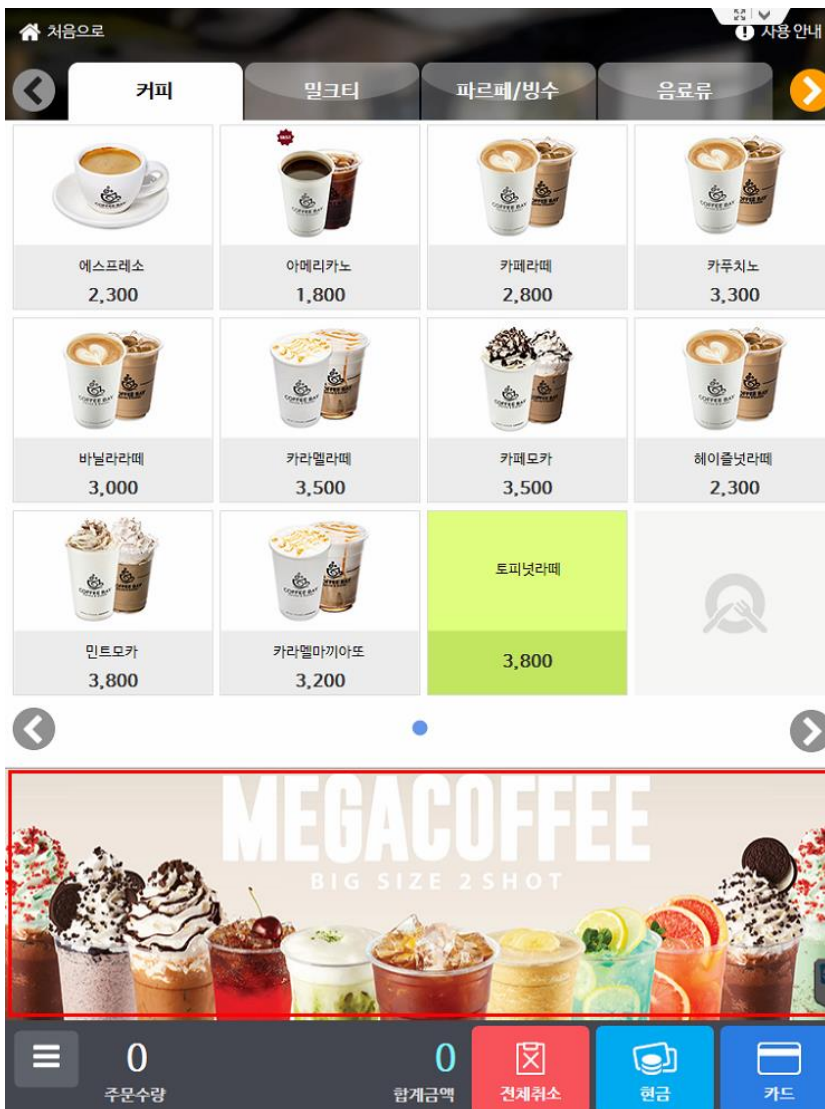 처음으로
사용 안내
커피 밀크티 파르페/빙수 음료류
에스프레소 아메리카노 카페라떼 카푸치노
2,300 1,800 2,800 3,300
바닐라라떼 카라멜라떼 카페모카 헤이즐넛라떼
3,000 3,500 3,500 2,300
토피넛라떼
민트모카 카라멜마끼아또
3,800 3,200 3,800
MEGACOFFEE
BIG SIZE 2SHOT
0 0
주문수량 합계금액 전체취소 현금 카드